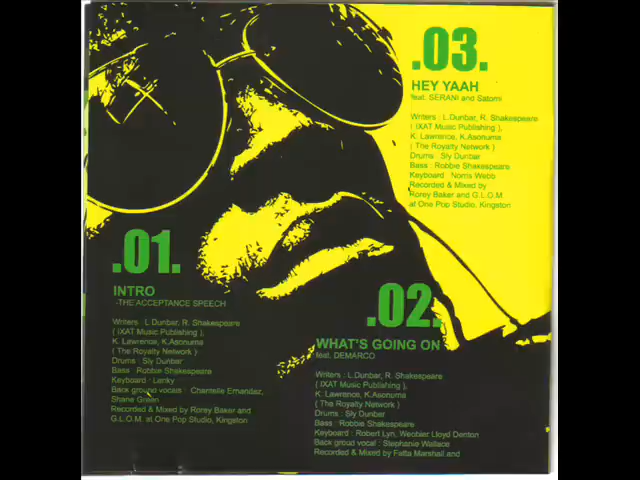 .01.
INTRO
-THE ACCEPTANCE SPEECH
Writers : L.Dunbar, R. Shakespeare
( IXAT Music Publishing ),
K. Lawrence, K.Asonuma
( The Royalty Network )
Drums : Sly Dunbar
Bass : Robbie Shakespeare
Keyboard : Lenky
Back ground vocals : Charnelle Ernandez,
Shane Green
Recorded & Mixed by Rorey Baker and
G.L.O.M. at One Pop Studio, Kingston
.02.
WHAT'S GOING ON
feat. DEMARCO
Writers : L.Dunbar, R. Shakespeare
( IXAT Music Publishing ),
K. Lawrence, K.Asonuma
( The Royalty Network )
Drums : Sly Dunbar
Bass : Robbie Shakespeare
Keyboard : Robert Lyn, Weobler Lloyd Denton
Back groud vocal : Stephanie Wallace
Recorded & Mixed by Fatta Marshall and
.03.
HEY YAAH
feat. SERANI and Satomi
Writers : L.Dunbar, R. Shakespeare
( IXAT Music Publishing ),
K. Lawrence, K.Asonuma
( The Royalty Network )
Drums : Sly Dunbar
Bass : Robbie Shakespeare
Keyboard : Norris Webb
Recorded & Mixed by
Rorey Baker and G.L.O.M.
at One Pop Studio, Kingston